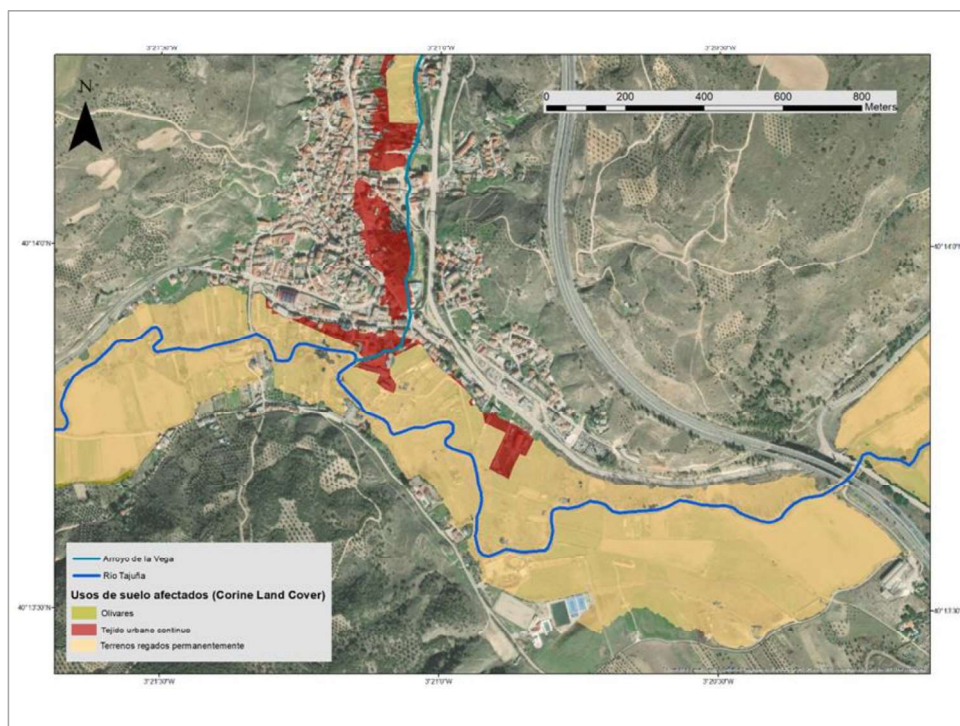 3°21'30"W 3°21'0"W 3°20'30"W
N
0 200 400 600 800
Meters
40°14'0"N 40°14'0"N
Arroyo de la Vega
Río Tajuña
Usos de suelo afectados (Corine Land Cover)
Olivares
Tejido urbano continuo
Terrenos regados permanentemente
40°13'30"N 40°13'30"N
3°21'30"W 3°21'0"W 3°20'30"W